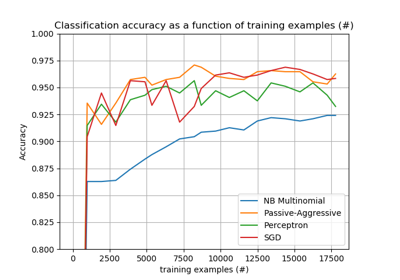 Classification accuracy as a function of training examples (#)
1.000
0.975
0.950
0.925
0.900
0.875
0.850
0.825
0.800
Accuracy
NB Multinomial
Passive-Aggressive
Perceptron
SGD
0 2500 5000 7500 10000 12500 15000 17500
training examples (#)